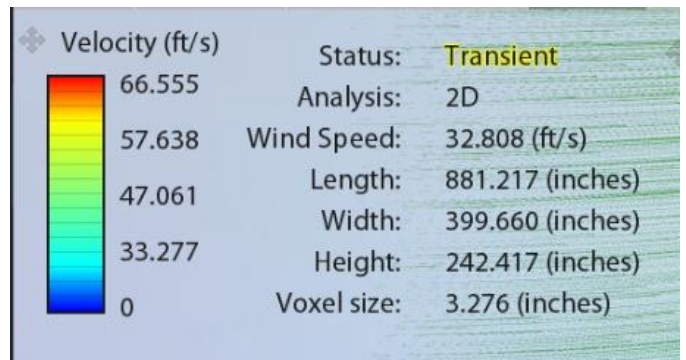 Velocity (ft/s)
66.555
57.638
47.061
33.277
0
Status: Transient
Analysis: 2D
Wind Speed: 32.808 (ft/s)
Length: 881.217 (inches)
Width: 399.660 (inches)
Height: 242.417 (inches)
Voxel size: 3.276 (inches)